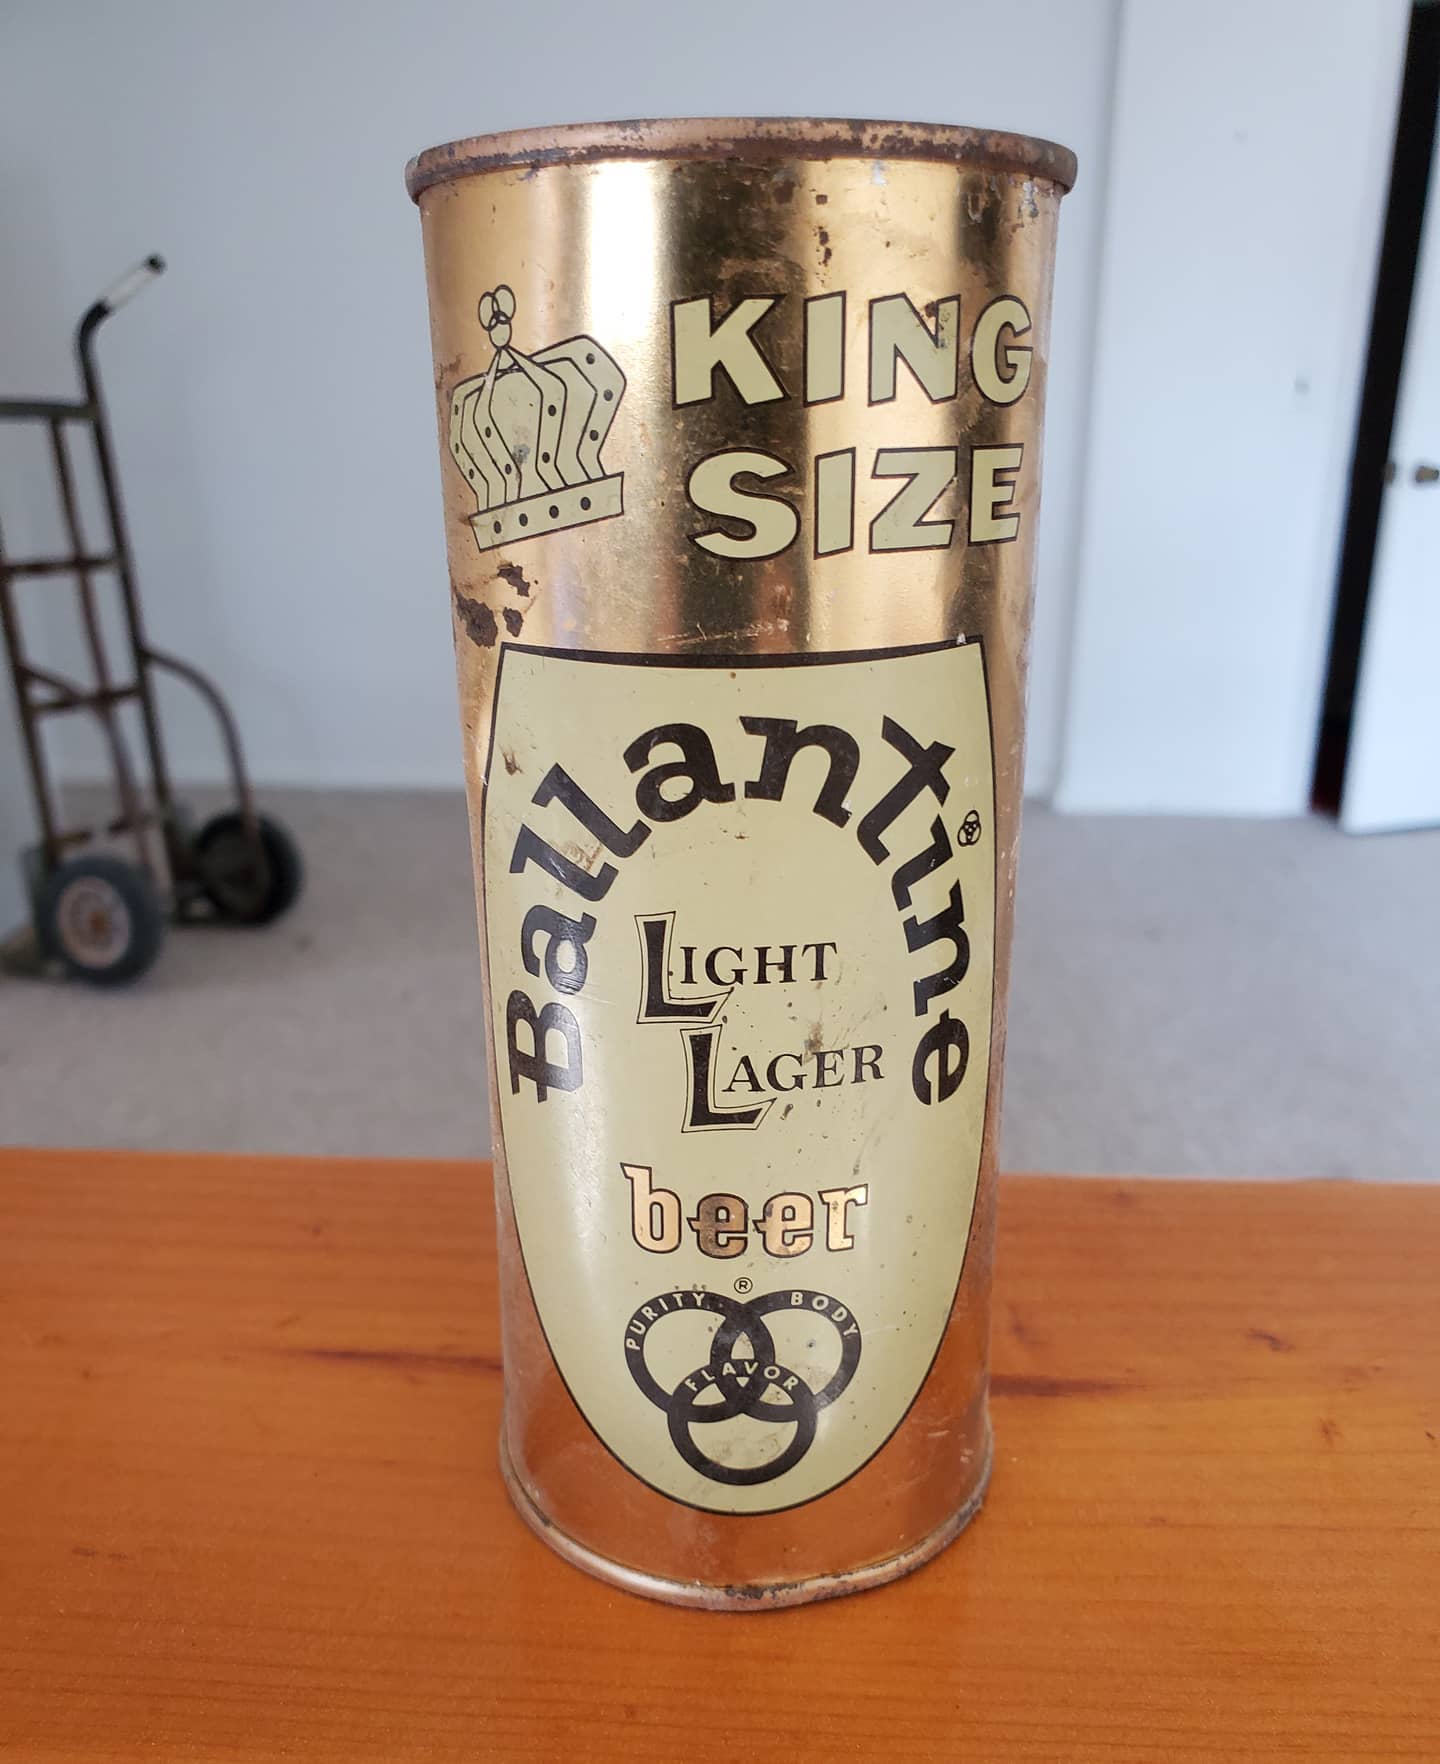 KING
SIZE
Ballantine
LIGHT
LAGER
beer
®
PURITY BODY
FLAVOR